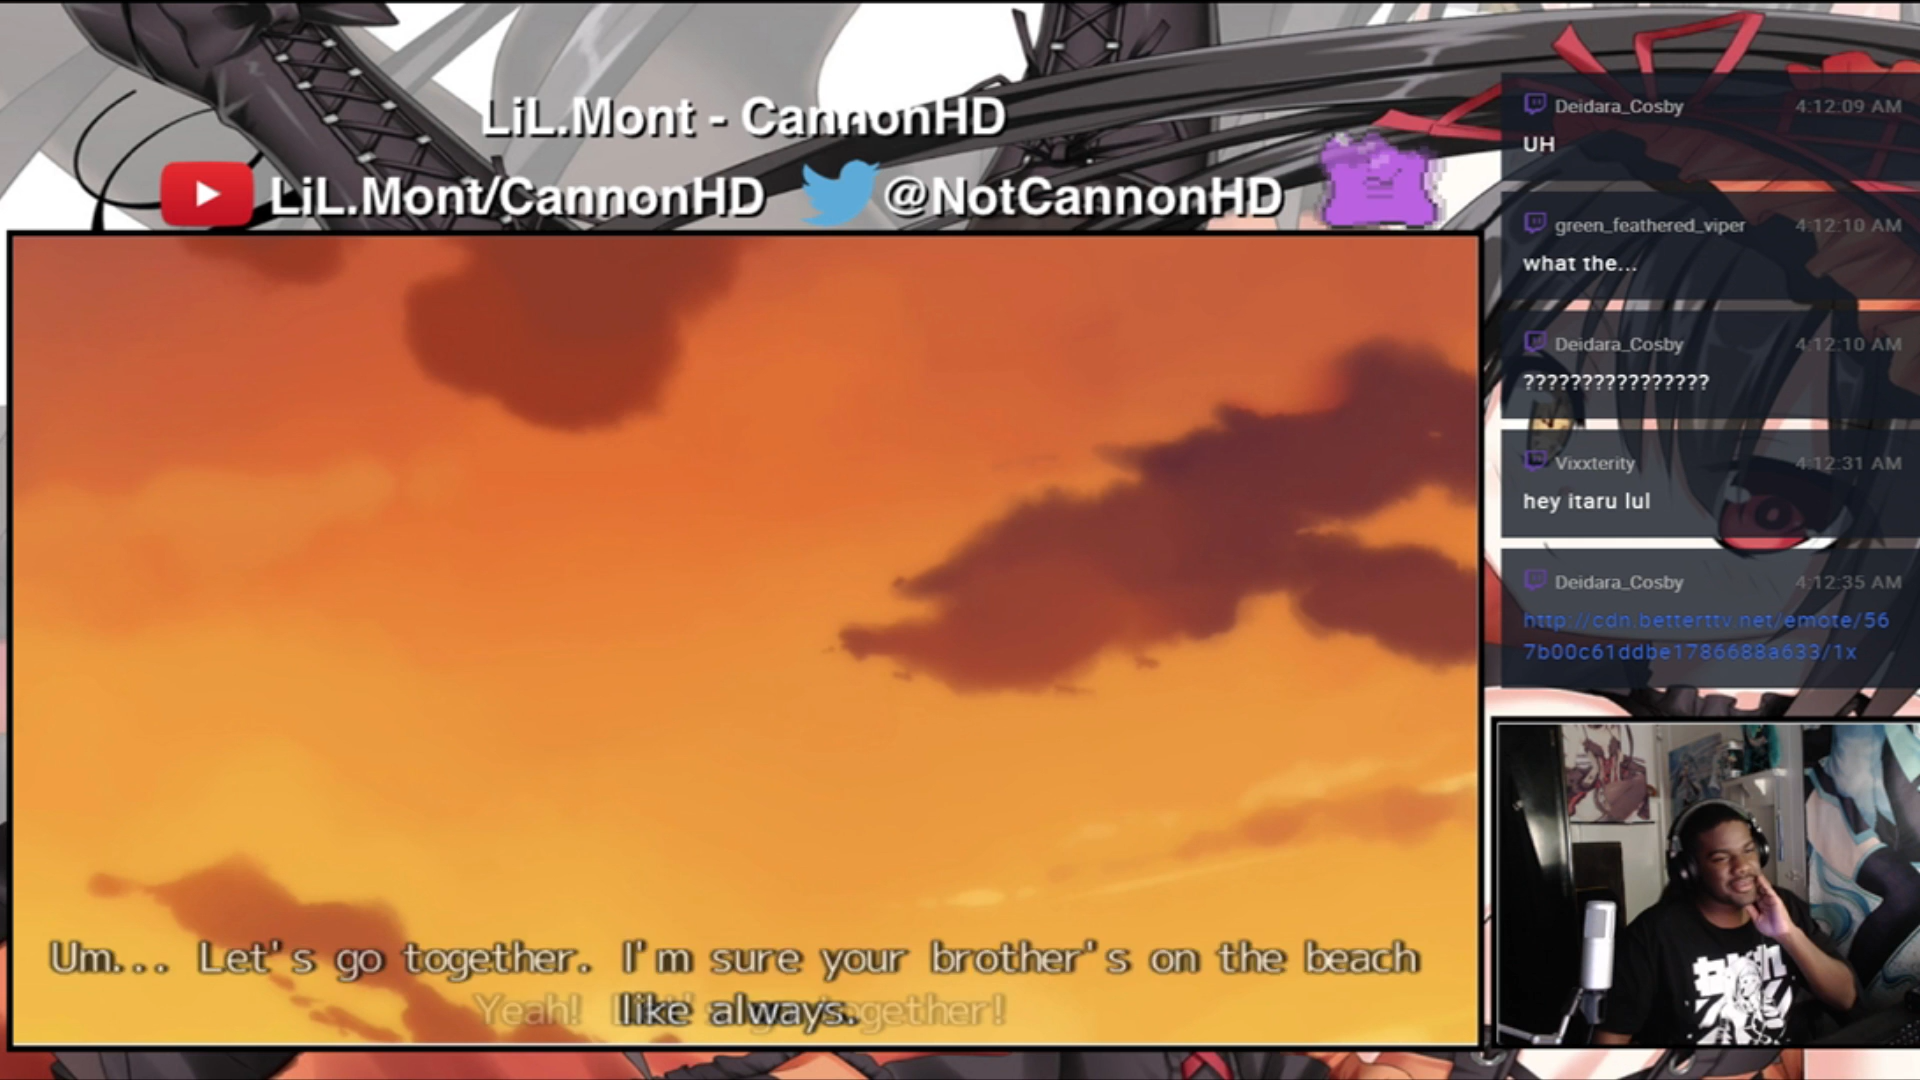 LiL.Mont - CannonHD
LiL.Mont/CannonHD @NotCannonHD
Deidara_Cosby 4:12:09 AM
UH
green_feathered_viper 4:12:10 AM
what the...
Deidara_Cosby 4:12:10 AM
????????????????
Vixxterity 4:12:31 AM
hey itaru lul
Deidara_Cosby 4:12:35 AM
http://cdn.betterttv.net/emote/56
7b00c61ddbe1786688a633/1x
Um... Let's go together. I'm sure your brother's on the beach
like always.
Yeah! together!